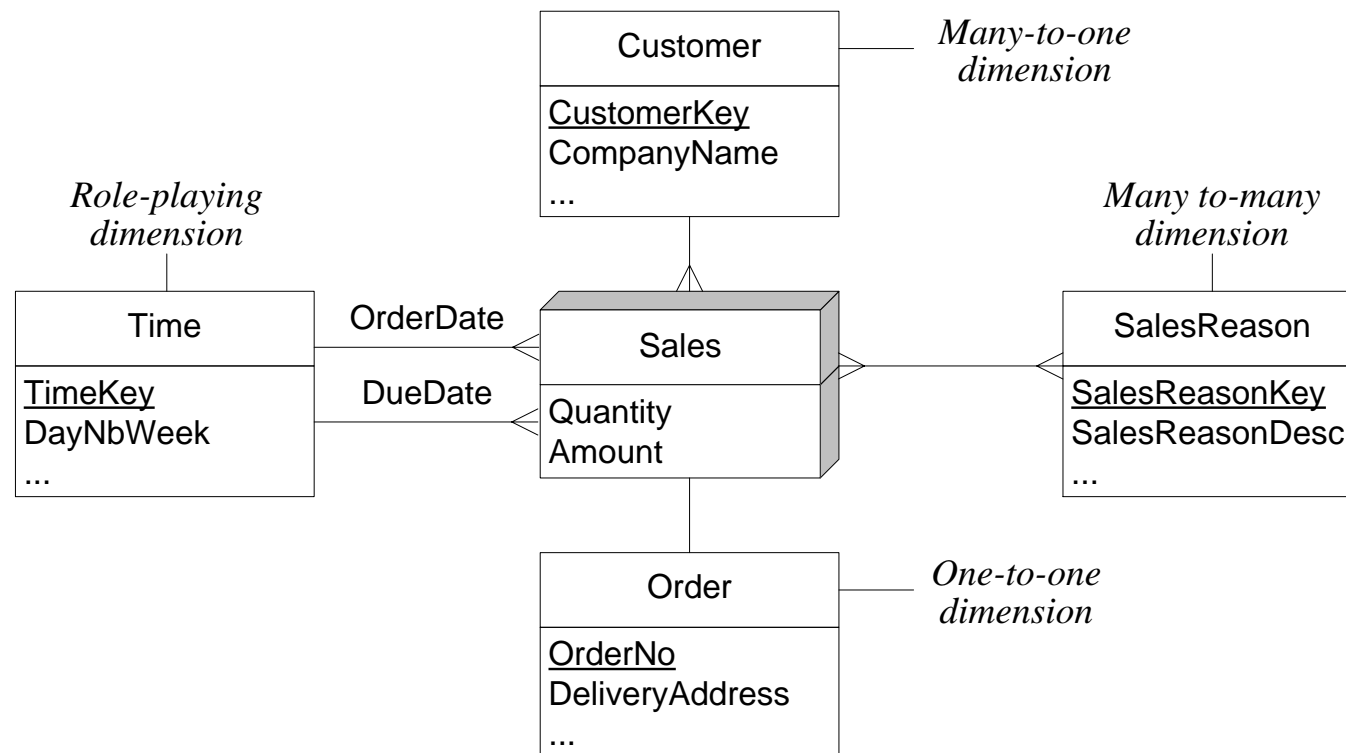 Customer
CustomerKey
CompanyName
...
Many-to-one
dimension
Role-playing
dimension
Time
TimeKey
DayNbWeek
...
OrderDate
DueDate
Sales
Quantity
Amount
Many to-many
dimension
SalesReason
SalesReasonKey
SalesReasonDesc
...
Order
OrderNo
DeliveryAddress
...
One-to-one
dimension